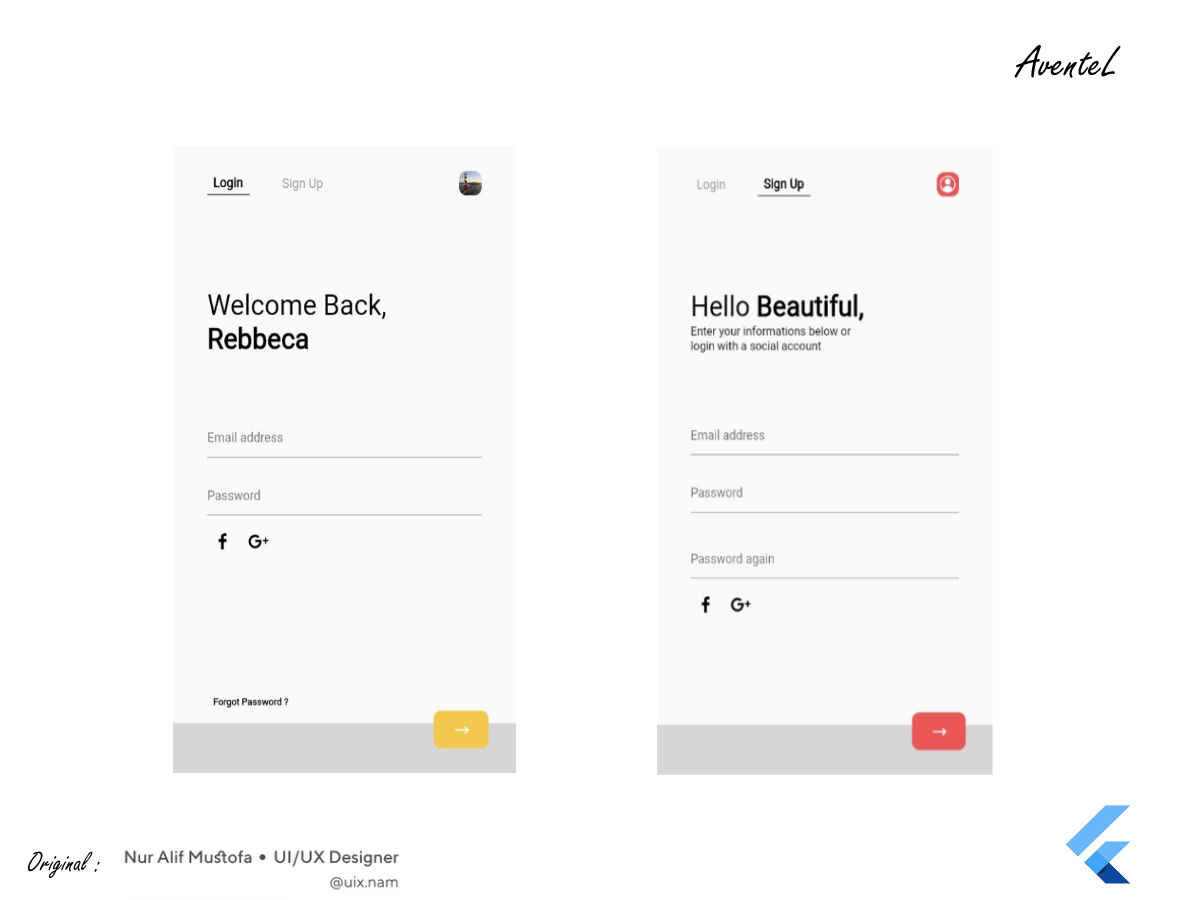 AventeL
Login Sign Up
Welcome Back,
Rebbeca
Email address
Password
f G+
Forgot Password ?
→
Login Sign Up
Hello Beautiful,
Enter your informations below or
login with a social account
Email address
Password
Password again
f G+
→
Original : Nur Alif Mustofa • UI/UX Designer
@uix.nam